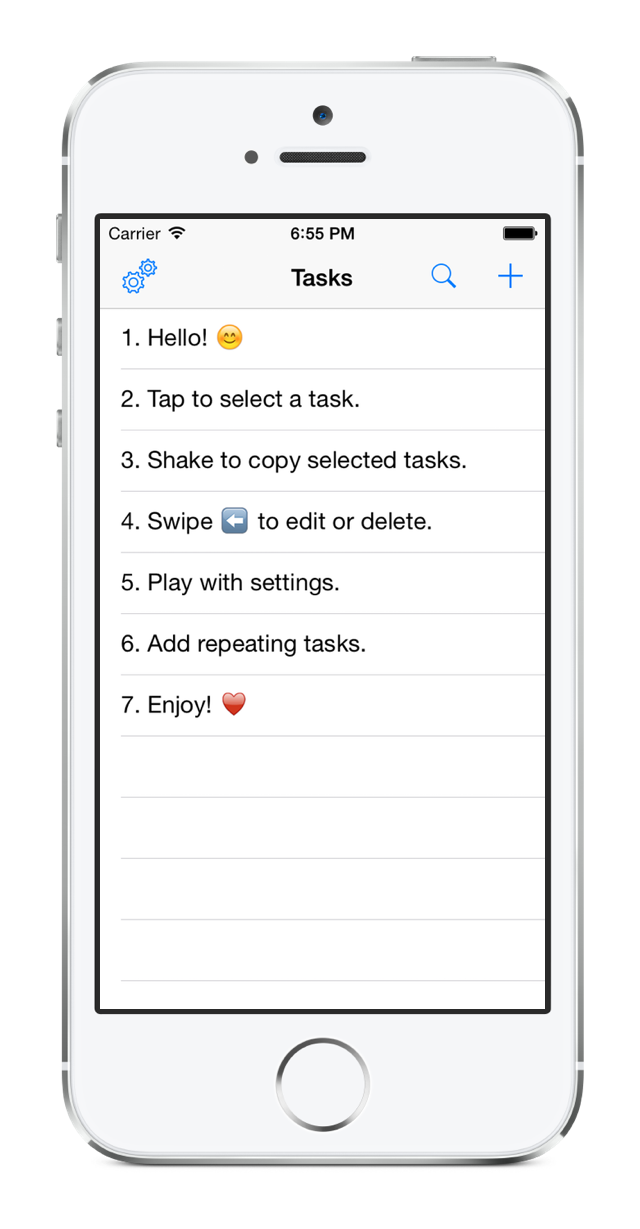 Carrier 6:55 PM
Tasks
1. Hello! 😊
2. Tap to select a task.
3. Shake to copy selected tasks.
4. Swipe ⬅️ to edit or delete.
5. Play with settings.
6. Add repeating tasks.
7. Enjoy! ♥️